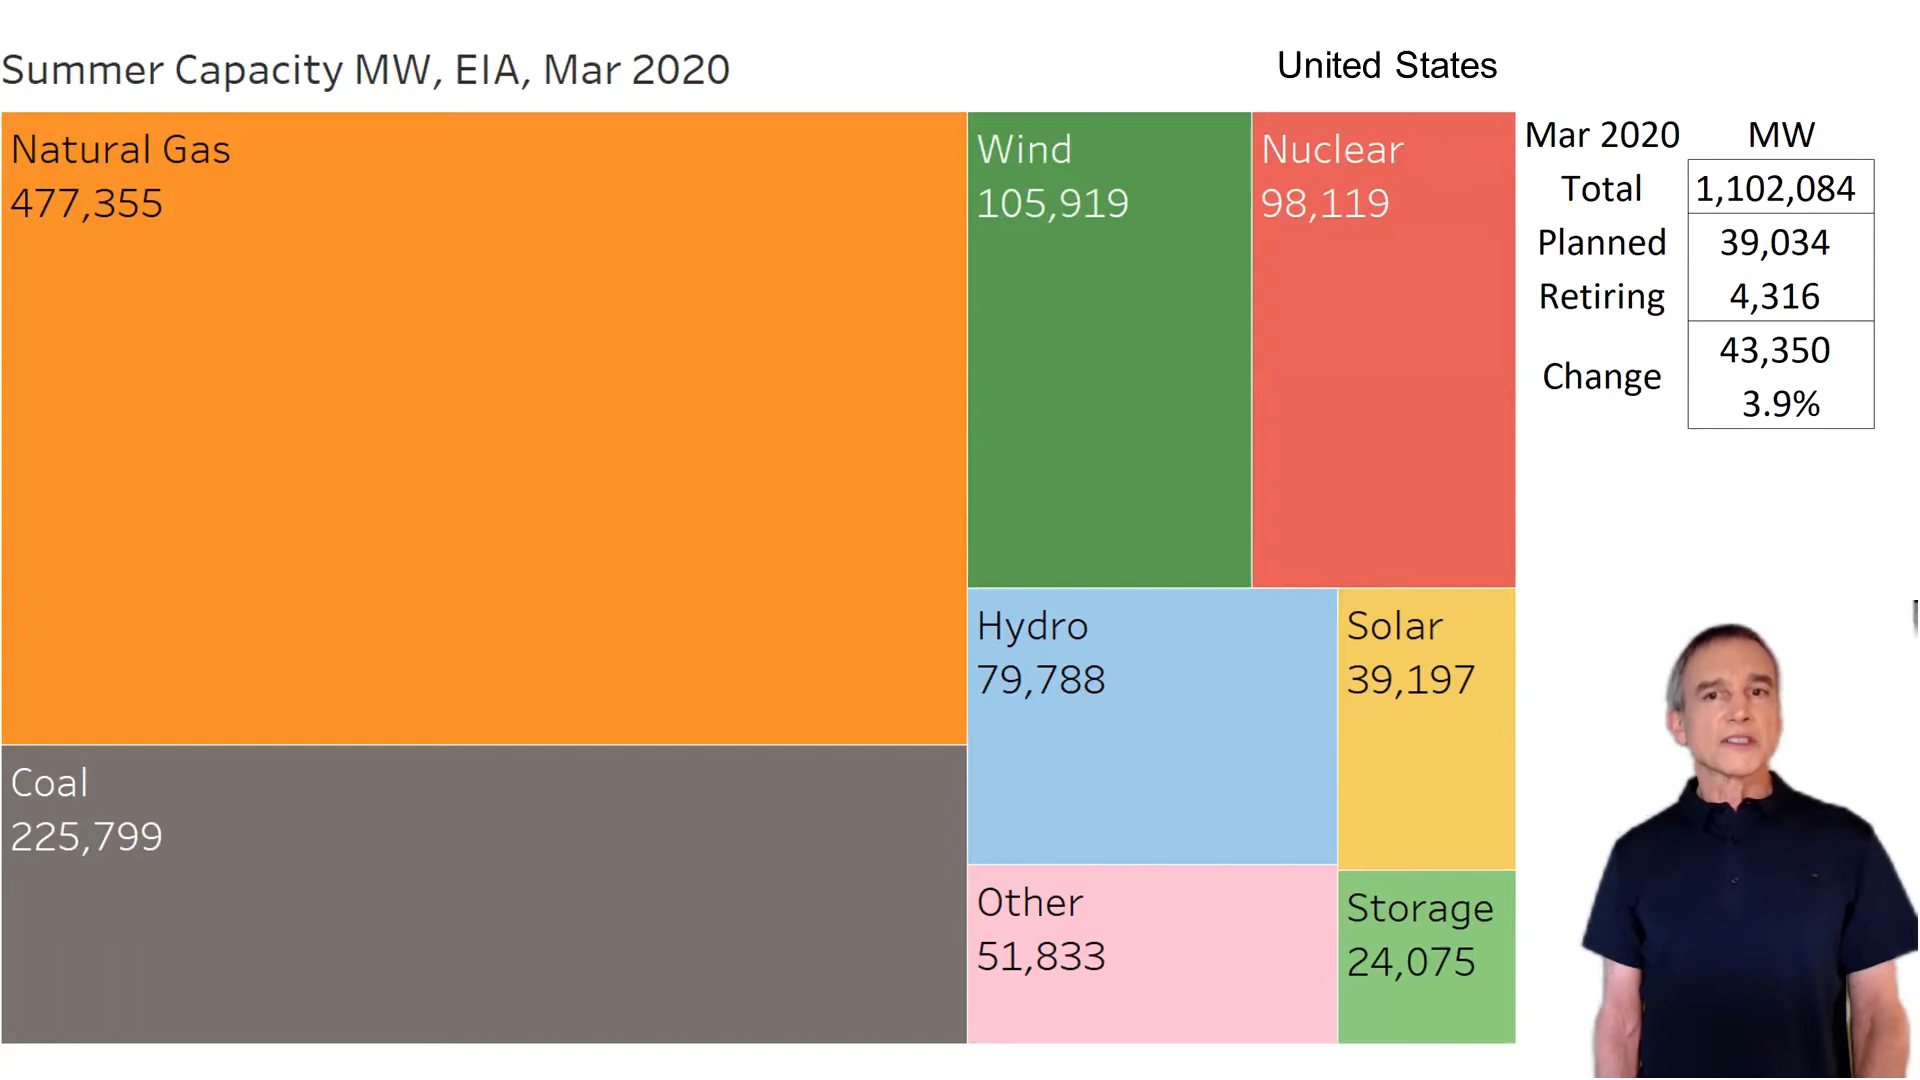 Summer Capacity MW, EIA, Mar 2020
United States
Natural Gas
477,355
Coal
225,799
Wind
105,919
Nuclear
98,119
Hydro
79,788
Solar
39,197
Other
51,833
Storage
24,075
Mar 2020 MW
Total 1,102,084
Planned 39,034
Retiring 4,316
Change 43,350
3.9%